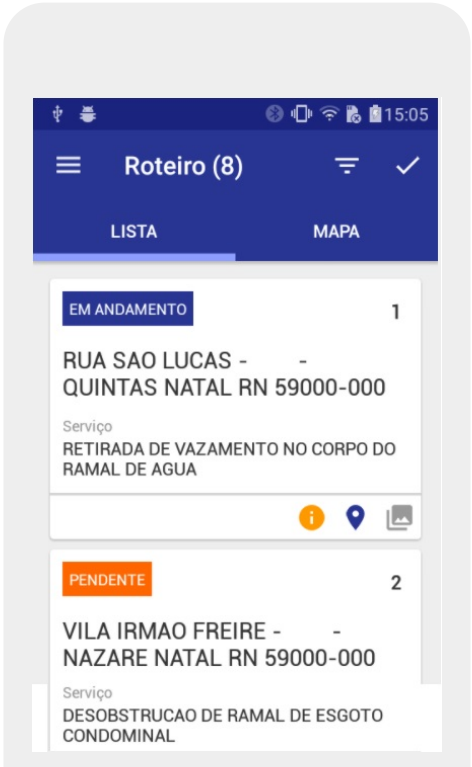 15:05
Roteiro (8)
LISTA MAPA
EM ANDAMENTO 1
RUA SAO LUCAS - -
QUINTAS NATAL RN 59000-000
Serviço
RETIRADA DE VAZAMENTO NO CORPO DO
RAMAL DE AGUA
PENDENTE 2
VILA IRMAO FREIRE - -
NAZARE NATAL RN 59000-000
Serviço
DESOBSTRUCAO DE RAMAL DE ESGOTO
CONDOMINAL